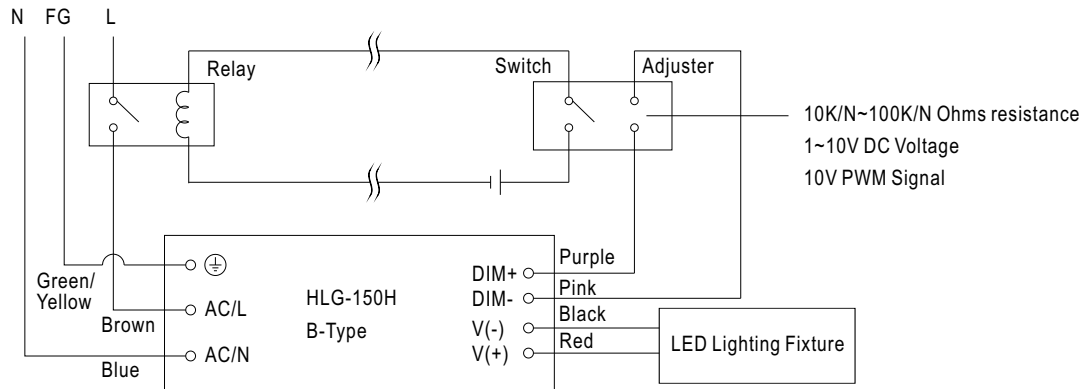 N FG L
Relay
Switch
Adjuster
10K/N~100K/N Ohms resistance
1~10V DC Voltage
10V PWM Signal
Green/
Yellow
Brown
Blue
AC/L
AC/N
HLG-150H
B-Type
DIM+
DIM-
V(-)
V(+)
Purple
Pink
Black
Red
LED Lighting Fixture